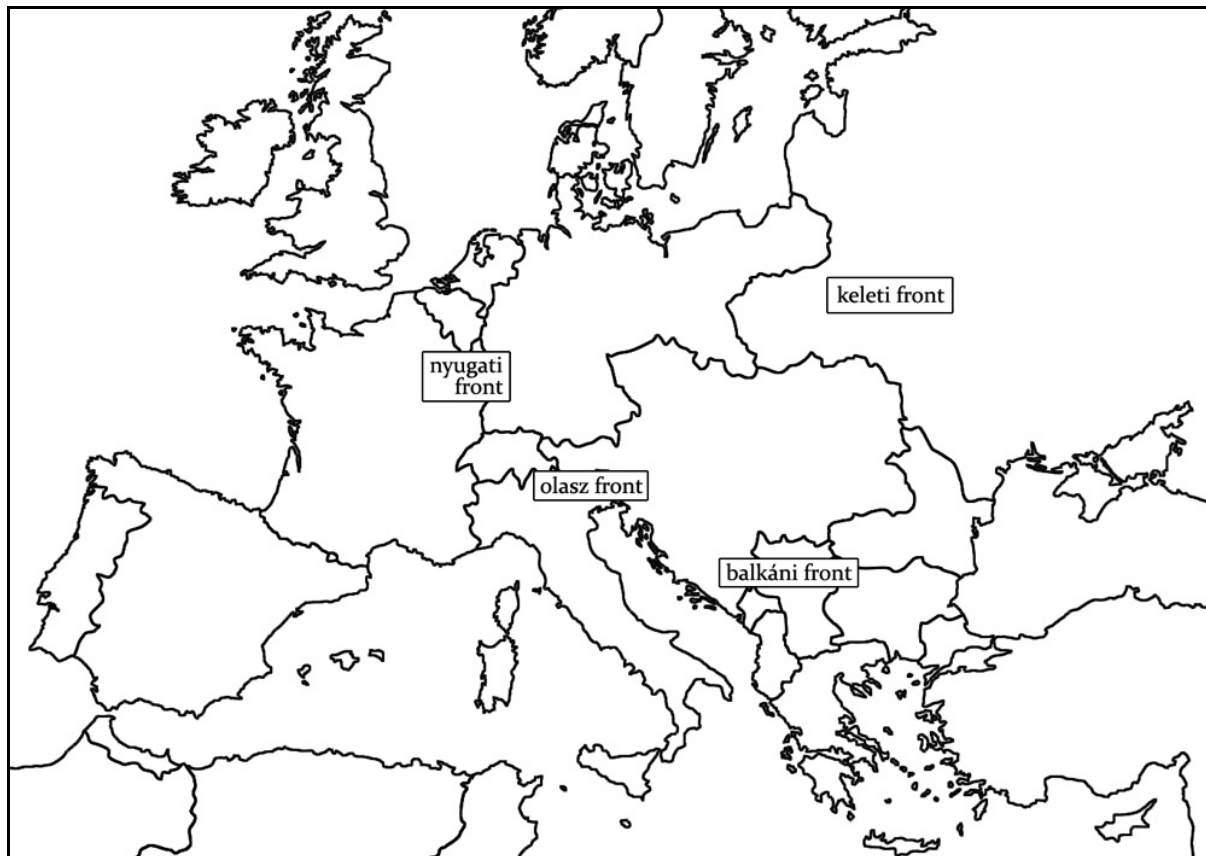 keleti front
nyugati
front
olasz front
balkáni front